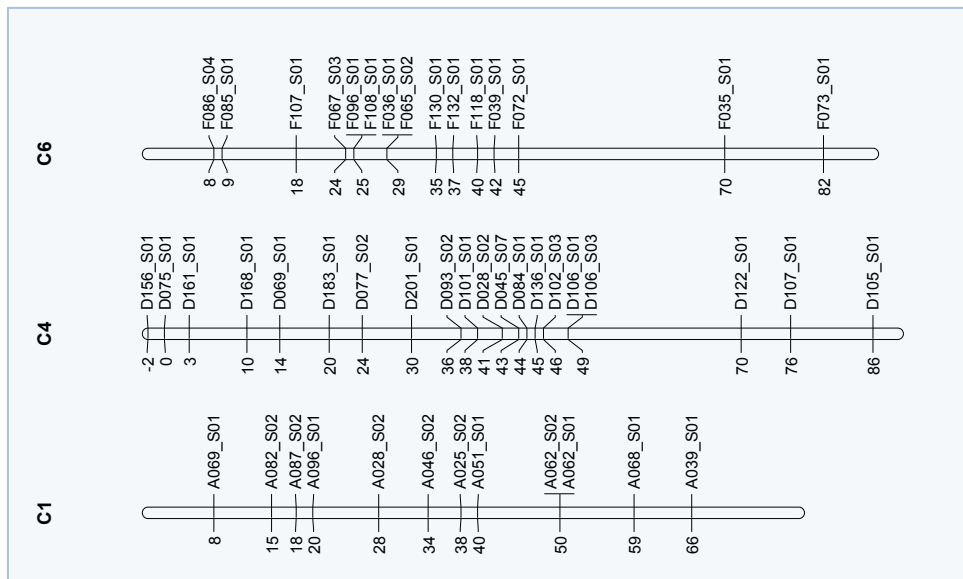 C6
F086_S04
F085_S01
F107_S01
F067_S03
F096_S01
F108_S01
F036_S01
F065_S02
F130_S01
F132_S01
F118_S01
F039_S01
F072_S01
F035_S01
F073_S01
8
9
18
24
25
29
35
37
40
42
45
70
82
C4
D156_S01
D075_S01
D161_S01
D168_S01
D069_S01
D183_S01
D077_S02
D201_S01
D093_S02
D101_S01
D028_S02
D045_S07
D084_S01
D136_S01
D102_S03
D106_S01
D106_S03
D122_S01
D107_S01
D105_S01
-2
0
3
10
14
20
24
30
36
38
41
43
44
45
46
49
70
76
86
C1
A069_S01
A082_S02
A087_S02
A096_S01
A028_S02
A046_S02
A025_S02
A051_S01
A062_S02
A062_S01
A068_S01
A039_S01
8
15
18
20
28
34
38
40
50
59
66